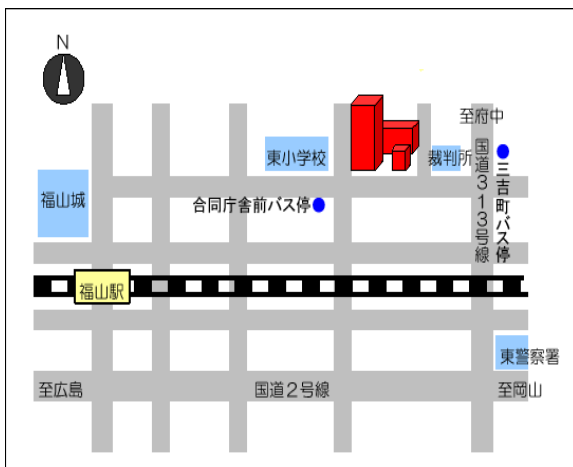 N
至府中
東小学校
裁判所
国道313号線
三吉町バス停
福山城
合同庁舎前バス停
福山駅
東警察署
至広島
国道2号線
至岡山